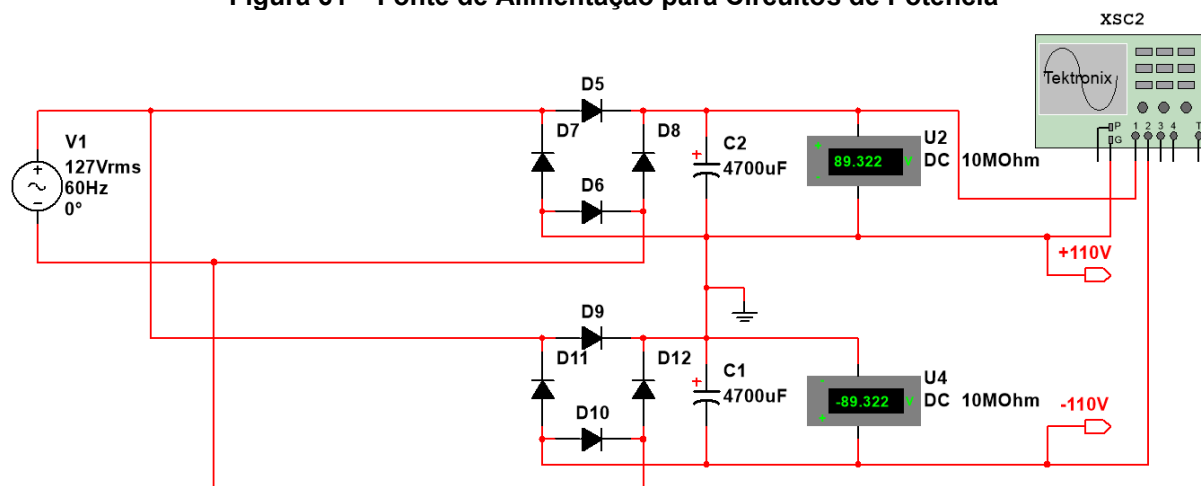 Figura 01 – Fonte de Alimentação para Circuitos de Potência
XSC2
Tektronix
P
G
1 2 3 4
T
V1
127Vrms
60Hz
0°
D5
D7
D8
D6
C2
4700uF
U2
DC 10MOhm
89.322 V
+110V
D9
D11
D12
D10
C1
4700uF
U4
DC 10MOhm
-89.322 V
-110V